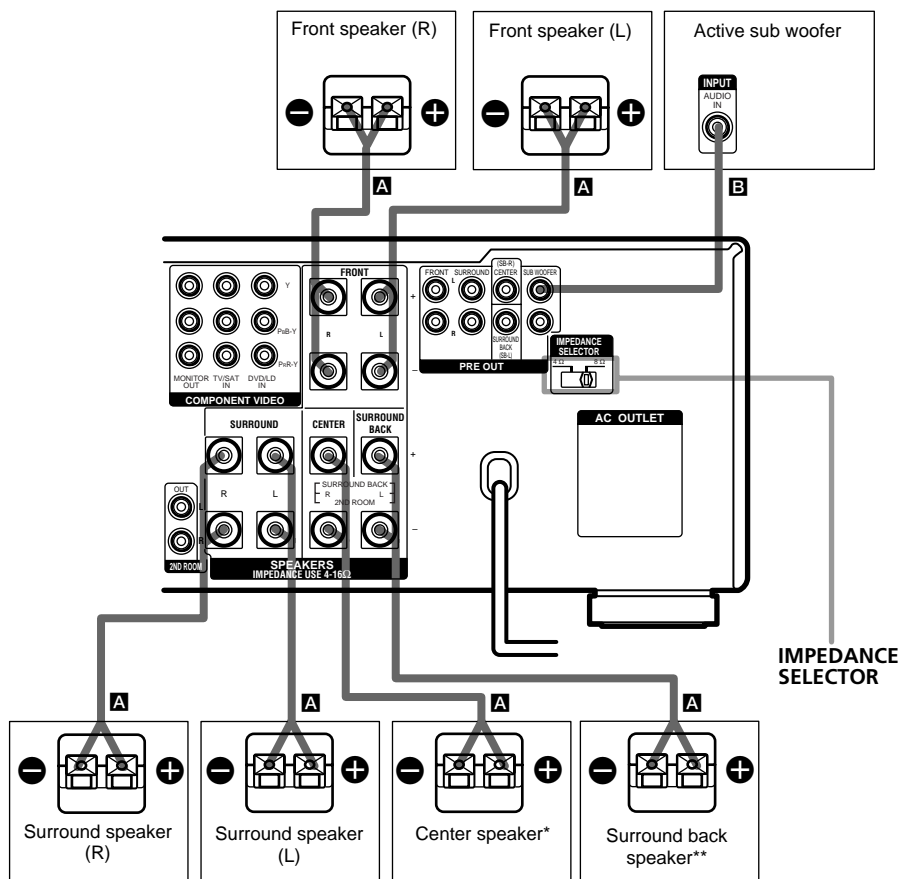 Front speaker (R)
Front speaker (L)
Active sub woofer
INPUT
AUDIO
IN
A
A
B
FRONT
R
L
+
–
Y
PB/B-Y
PR/R-Y
MONITOR
OUT
TV/SAT
IN
DVD/LD
IN
COMPONENT VIDEO
FRONT
SURROUND
(SB-R)
CENTER
SUB WOOFER
L
R
SURROUND
BACK
(SB-L)
PRE OUT
IMPEDANCE
SELECTOR
4 Ω
8 Ω
AC OUTLET
SURROUND
CENTER
SURROUND
BACK
R
L
SURROUND BACK
R
L
2ND ROOM
+
–
OUT
L
R
2ND ROOM
SPEAKERS
IMPEDANCE USE 4-16Ω
IMPEDANCE
SELECTOR
A
A
A
A
Surround speaker
(R)
Surround speaker
(L)
Center speaker*
Surround back
speaker**